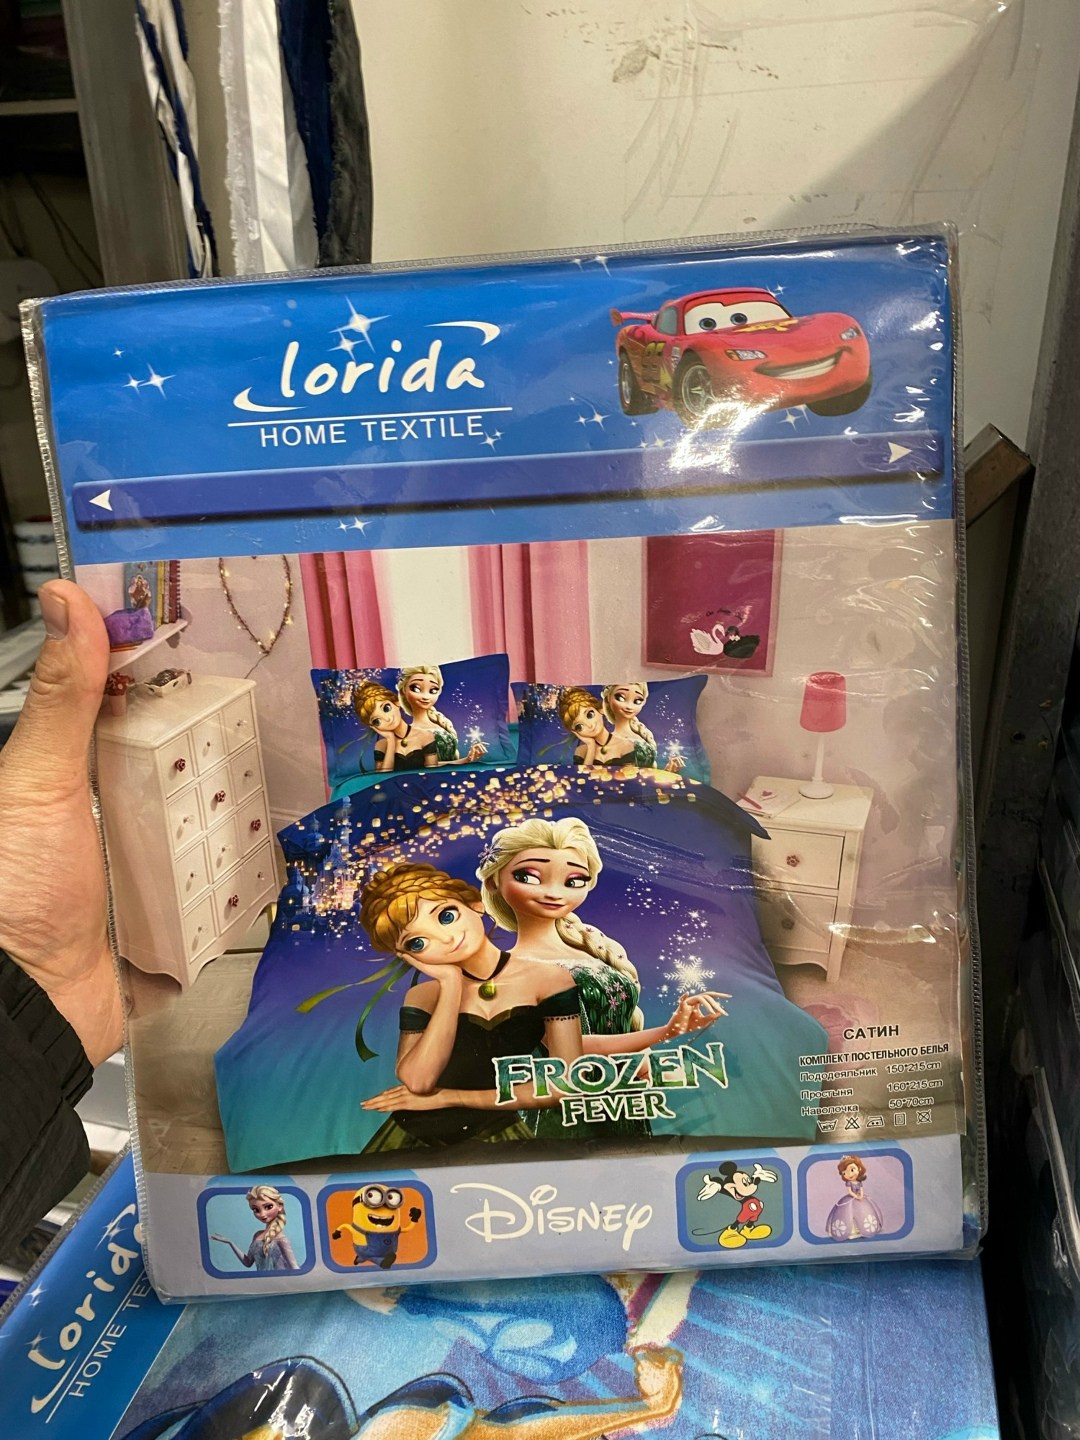 lorida
HOME TEXTILE
FROZEN
FEVER
САТИН
КОМПЛЕКТ ПОСТЕЛЬНОГО БЕЛЬЯ
Пододеяльник 150*215cm
Простыня 160*215cm
Наволочка 50*70cm
Disney
lorida
HOME TEX